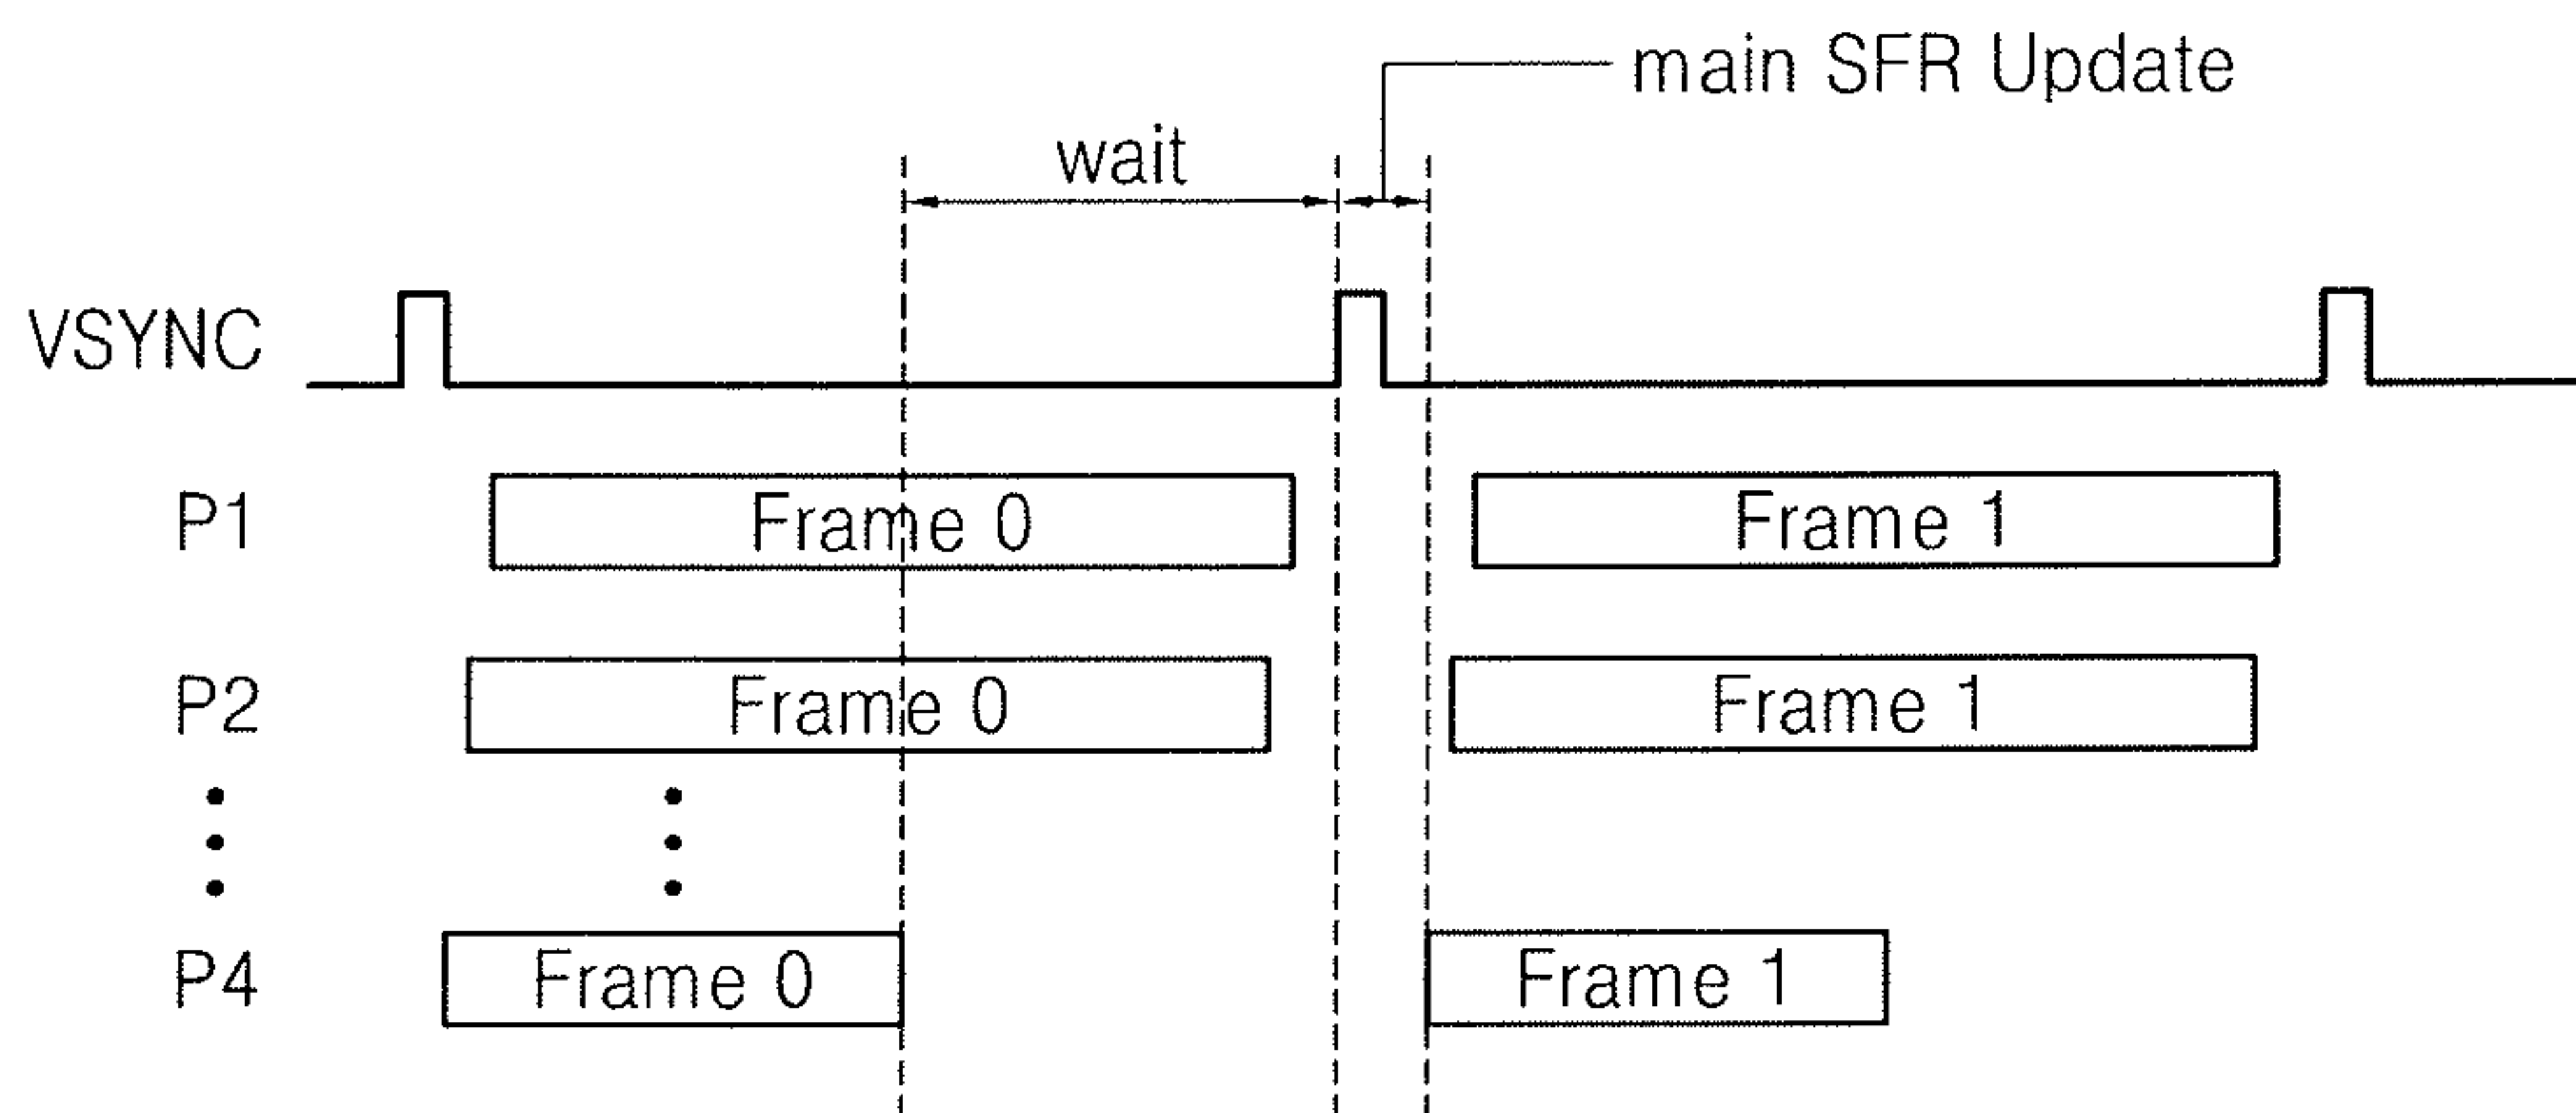 main SFR Update
wait
VSYNC
P1 Frame 0 Frame 1
P2 Frame 0 Frame 1
P4 Frame 0 Frame 1